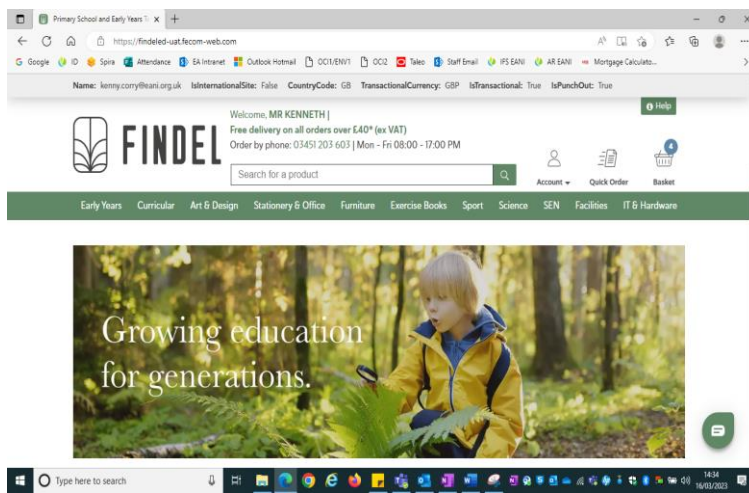 Primary School and Early Years T
https://findeled-uat.fecom-web.com
Google ID Spira Attendance EA Intranet Outlook Hotmail OCI1/ENV1 OCI2 Taleo Staff Email IFS EANI AR EANI Mortgage Calculato...
Name: kenny.corry@eani.org.uk IsInternationalSite: False CountryCode: GB TransactionalCurrency: GBP IsTransactional: True IsPunchOut: True
Help
Welcome, MR KENNETH |
FINDEL
Free delivery on all orders over £40* (ex VAT)
Order by phone: 03451 203 603 | Mon - Fri 08:00 - 17:00 PM
4
Search for a product
Account Quick Order Basket
Early Years Curricular Art & Design Stationery & Office Furniture Exercise Books Sport Science SEN Facilities IT & Hardware
Growing education
for generations.
Type here to search
14:34
16/03/2023